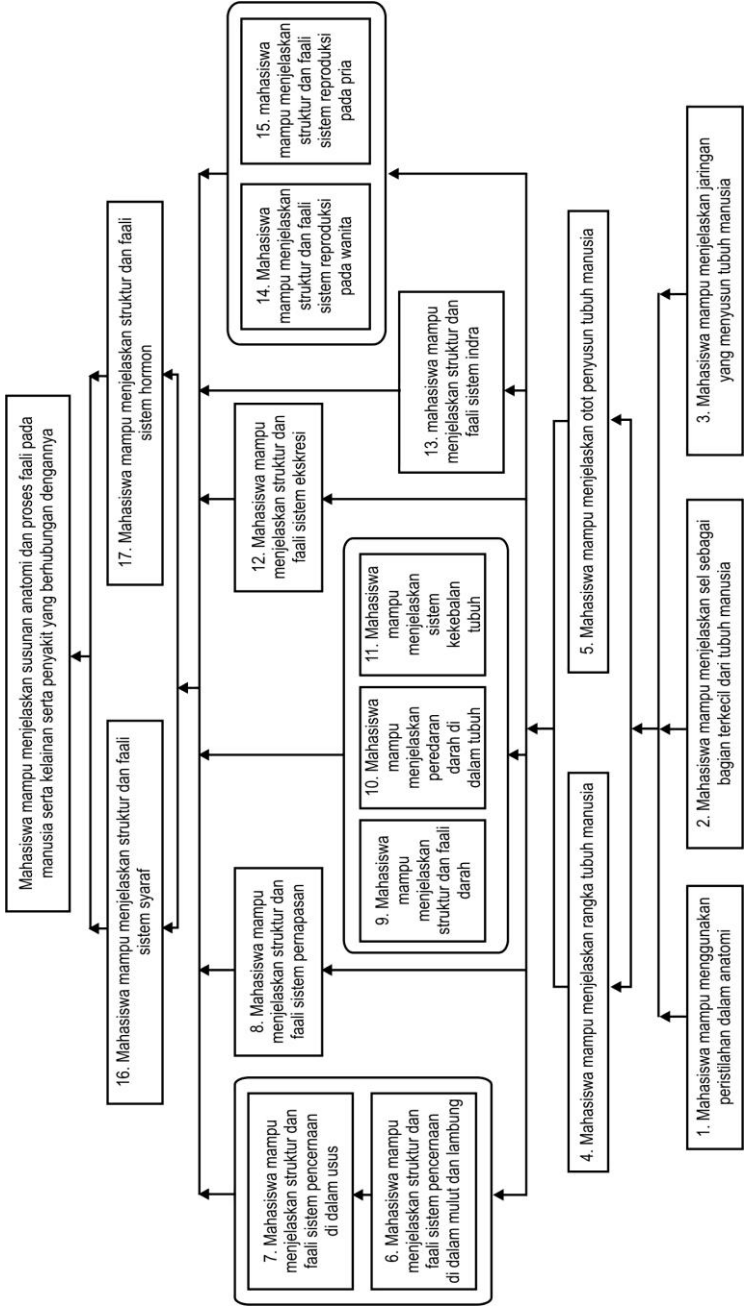 Mahasiswa mampu menjelaskan susunan anatomi dan proses faali pada
manusia serta kelainan serta penyakit yang berhubungan dengannya
16. Mahasiswa mampu menjelaskan struktur dan faali
sistem syaraf
17. Mahasiswa mampu menjelaskan struktur dan faali
sistem hormon
7. Mahasiswa mampu
menjelaskan struktur dan
faali sistem pencernaan
di dalam usus
6. Mahasiswa mampu
menjelaskan struktur dan
faali sistem pencernaan
di dalam mulut dan lambung
8. Mahasiswa mampu
menjelaskan struktur dan
faali sistem pernapasan
9. Mahasiswa
mampu
menjelaskan
struktur dan faali
darah
10. Mahasiswa
mampu
menjelaskan
peredaran
darah di
dalam tubuh
11. Mahasiswa
mampu
menjelaskan
sistem
kekebalan
tubuh
12. Mahasiswa mampu
menjelaskan struktur dan
faali sistem ekskresi
13. mahasiswa mampu
menjelaskan struktur dan
faali sistem indra
14. Mahasiswa
mampu menjelaskan
struktur dan faali
sistem reproduksi
pada wanita
15. mahasiswa
mampu menjelaskan
struktur dan faali
sistem reproduksi
pada pria
4. Mahasiswa mampu menjelaskan rangka tubuh manusia
5. Mahasiswa mampu menjelaskan otot penyusun tubuh manusia
1. Mahasiswa mampu menggunakan
peristilahan dalam anatomi
2. Mahasiswa mampu menjelaskan sel sebagai
bagian terkecil dari tubuh manusia
3. Mahasiswa mampu menjelaskan jaringan
yang menyusun tubuh manusia